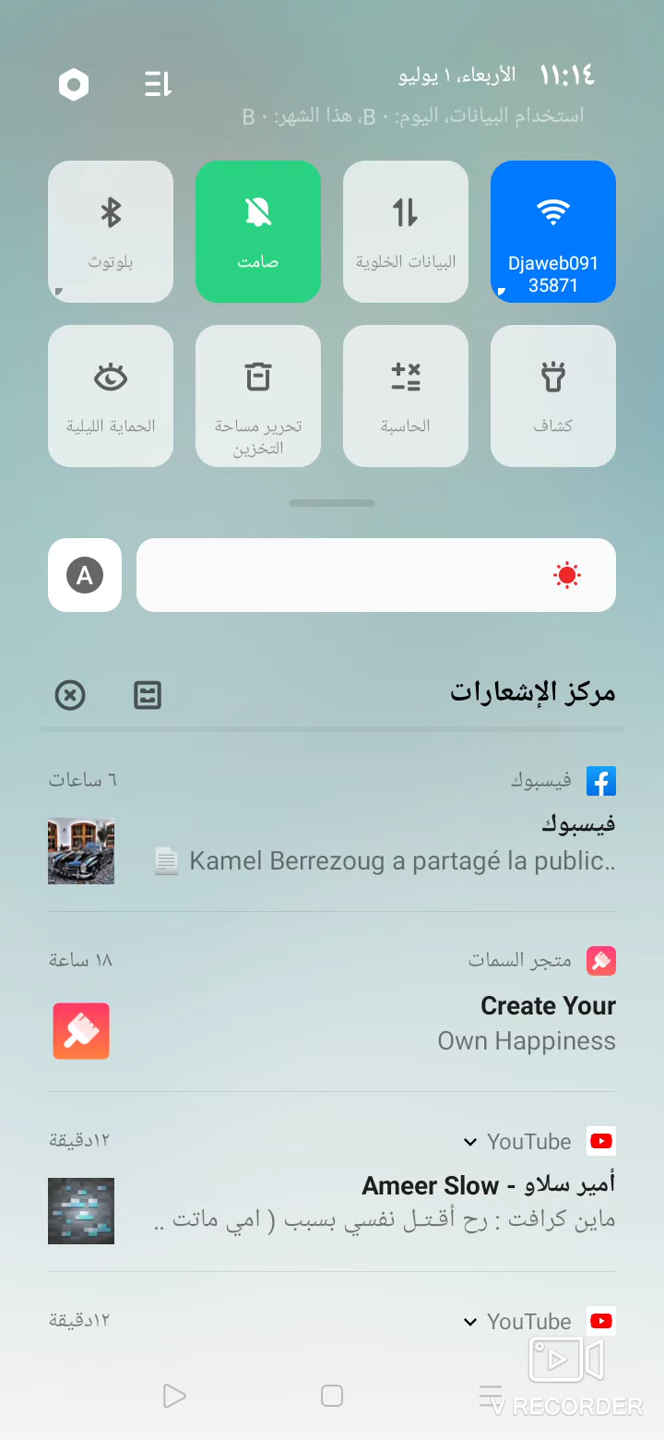 ١١:١٤ الأربعاء، ١ يوليو
استخدام البيانات، اليوم: ٠ B، هذا الشهر: ٠ B
Djaweb091
35871
البيانات الخلوية
صامت
بلوتوث
كشاف
الحاسبة
تحرير مساحة
التخزين
الحماية الليلية
A
مركز الإشعارات
فيسبوك ٦ ساعات
فيسبوك
Kamel Berrezoug a partagé la public..
متجر السمات ١٨ ساعة
Create Your
Own Happiness
YouTube ١٢دقيقة
أمير سلاو - Ameer Slow
ماين كرافت : رح أقـتـل نفسي بسبب ( امي ماتت ..
YouTube ١٢دقيقة
V RECORDER